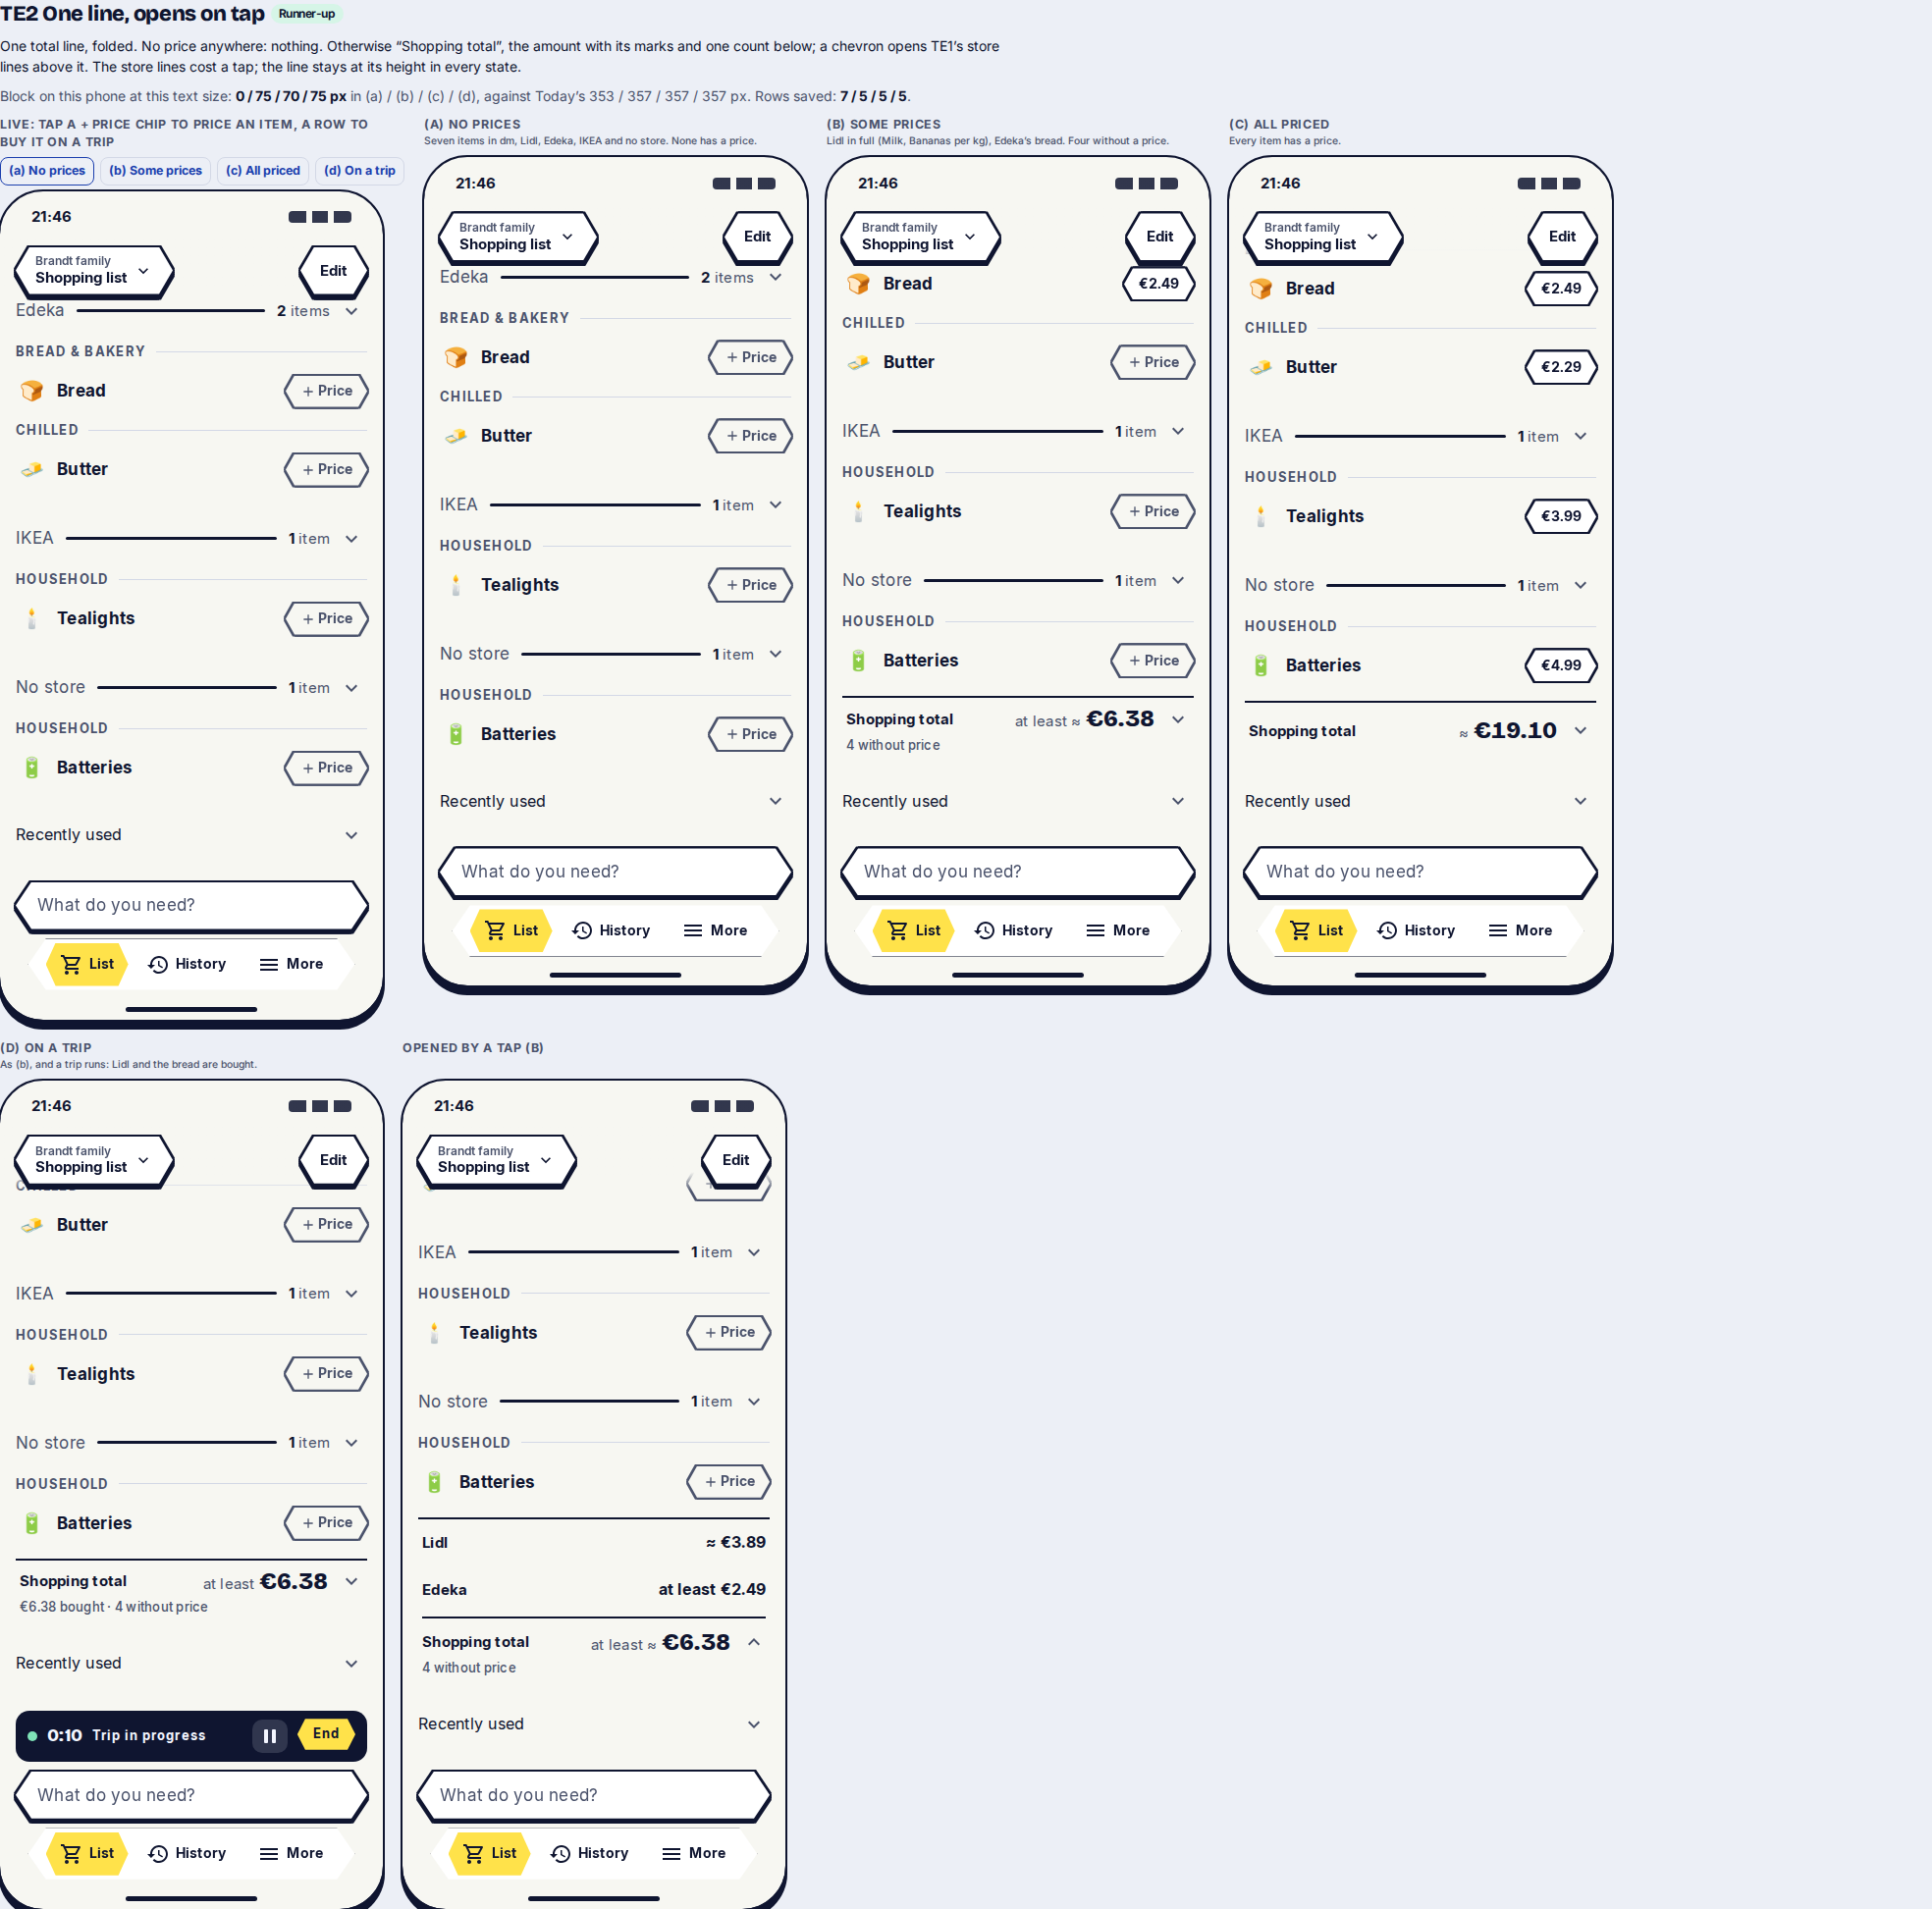 TE2 One line, opens on tap Runner-up
One total line, folded. No price anywhere: nothing. Otherwise “Shopping total”, the amount with its marks and one count below; a chevron opens TE1’s store
lines above it. The store lines cost a tap; the line stays at its height in every state.
Block on this phone at this text size: 0 / 75 / 70 / 75 px in (a) / (b) / (c) / (d), against Today’s 353 / 357 / 357 / 357 px. Rows saved: 7 / 5 / 5 / 5.
LIVE: TAP A + PRICE CHIP TO PRICE AN ITEM, A ROW TO
BUY IT ON A TRIP
(a) No prices (b) Some prices (c) All priced (d) On a trip
21:46
Brandt family
Shopping list
Edit
Edeka 2 items
BREAD & BAKERY
Bread + Price
CHILLED
Butter + Price
IKEA 1 item
HOUSEHOLD
Tealights + Price
No store 1 item
HOUSEHOLD
Batteries + Price
Recently used
What do you need?
List History More
(A) NO PRICES
Seven items in dm, Lidl, Edeka, IKEA and no store. None has a price.
21:46
Brandt family
Shopping list
Edit
Edeka 2 items
BREAD & BAKERY
Bread + Price
CHILLED
Butter + Price
IKEA 1 item
HOUSEHOLD
Tealights + Price
No store 1 item
HOUSEHOLD
Batteries + Price
Recently used
What do you need?
List History More
(B) SOME PRICES
Lidl in full (Milk, Bananas per kg), Edeka’s bread. Four without a price.
21:46
Brandt family
Shopping list
Edit
Bread €2.49
CHILLED
Butter + Price
IKEA 1 item
HOUSEHOLD
Tealights + Price
No store 1 item
HOUSEHOLD
Batteries + Price
Shopping total at least ≈ €6.38
4 without price
Recently used
What do you need?
List History More
(C) ALL PRICED
Every item has a price.
21:46
Brandt family
Shopping list
Edit
Bread €2.49
CHILLED
Butter €2.29
IKEA 1 item
HOUSEHOLD
Tealights €3.99
No store 1 item
HOUSEHOLD
Batteries €4.99
Shopping total ≈ €19.10
Recently used
What do you need?
List History More
(D) ON A TRIP
As (b), and a trip runs: Lidl and the bread are bought.
21:46
Brandt family
Shopping list
Edit
Butter + Price
IKEA 1 item
HOUSEHOLD
Tealights + Price
No store 1 item
HOUSEHOLD
Batteries + Price
Shopping total at least €6.38
€6.38 bought · 4 without price
Recently used
0:10 Trip in progress End
What do you need?
List History More
OPENED BY A TAP (B)
21:46
Brandt family
Shopping list
Edit
IKEA 1 item
HOUSEHOLD
Tealights + Price
No store 1 item
HOUSEHOLD
Batteries + Price
Lidl ≈ €3.89
Edeka at least €2.49
Shopping total at least ≈ €6.38
4 without price
Recently used
What do you need?
List History More